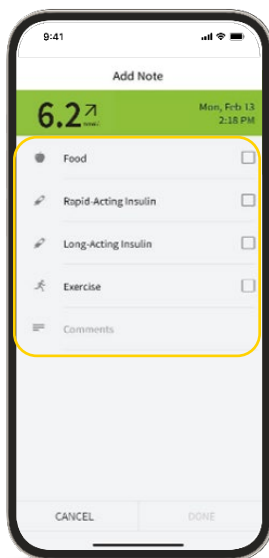 9:41
Add Note
6.2
Mon, Feb 13
2:18 PM
Food
Rapid-Acting Insulin
Long-Acting Insulin
Exercise
Comments
CANCEL
DONE